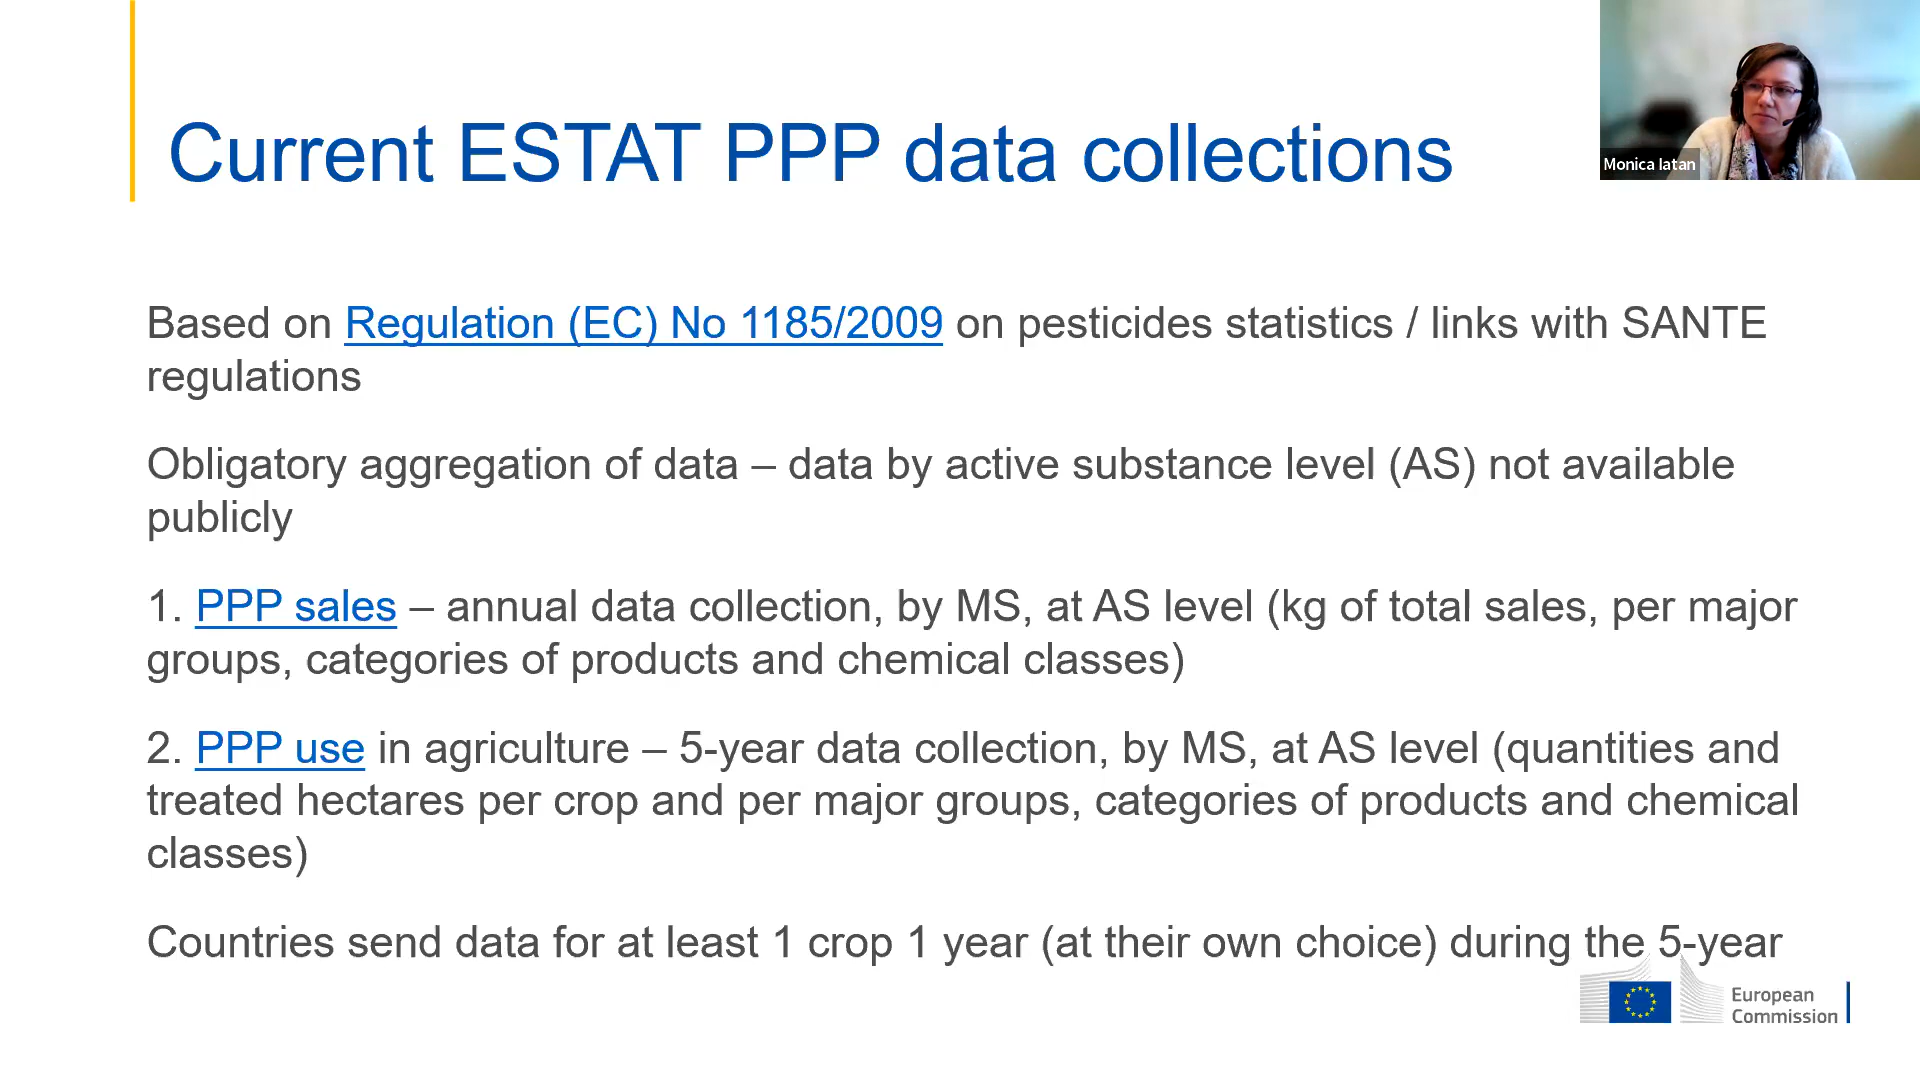 Current ESTAT PPP data collections
Monica Iatan
Based on Regulation (EC) No 1185/2009 on pesticides statistics / links with SANTE
regulations
Obligatory aggregation of data – data by active substance level (AS) not available
publicly
1. PPP sales – annual data collection, by MS, at AS level (kg of total sales, per major
groups, categories of products and chemical classes)
2. PPP use in agriculture – 5-year data collection, by MS, at AS level (quantities and
treated hectares per crop and per major groups, categories of products and chemical
classes)
Countries send data for at least 1 crop 1 year (at their own choice) during the 5-year
European
Commission